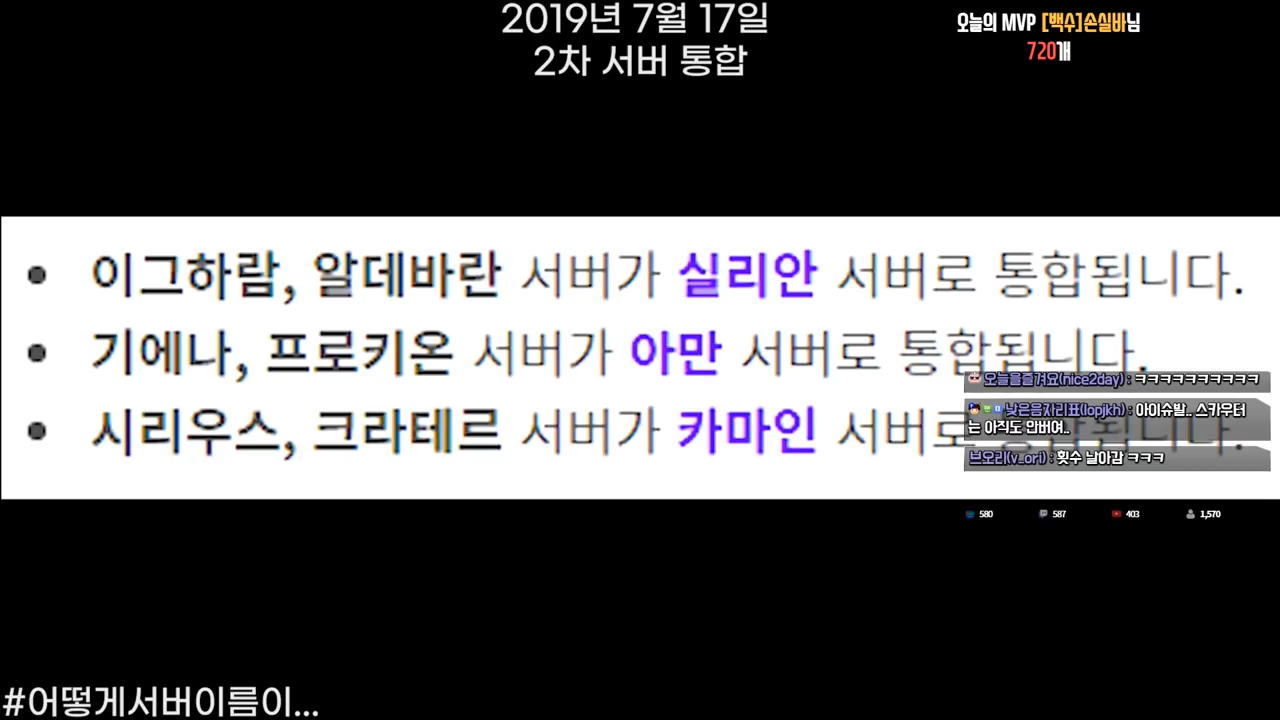 2019년 7월 17일
2차 서버 통합
오늘의 MVP [백수]손실바님
720개
• 이그하람, 알데바란 서버가 실리안 서버로 통합됩니다.
• 기에나, 프로키온 서버가 아만 서버로 통합됩니다.
• 시리우스, 크라테르 서버가 카마인 서버로 통합됩니다.
오늘을즐겨요(nice2day) : ㅋㅋㅋㅋㅋㅋㅋㅋㅋㅋ
낮은음자리표(lopjkh) : 아이슈발.. 스카우터
는 아직도 안버여..
브오리(v_ori) : 횟수 날아감 ㅋㅋㅋ
580 587 403 1,570
#어떻게서버이름이...